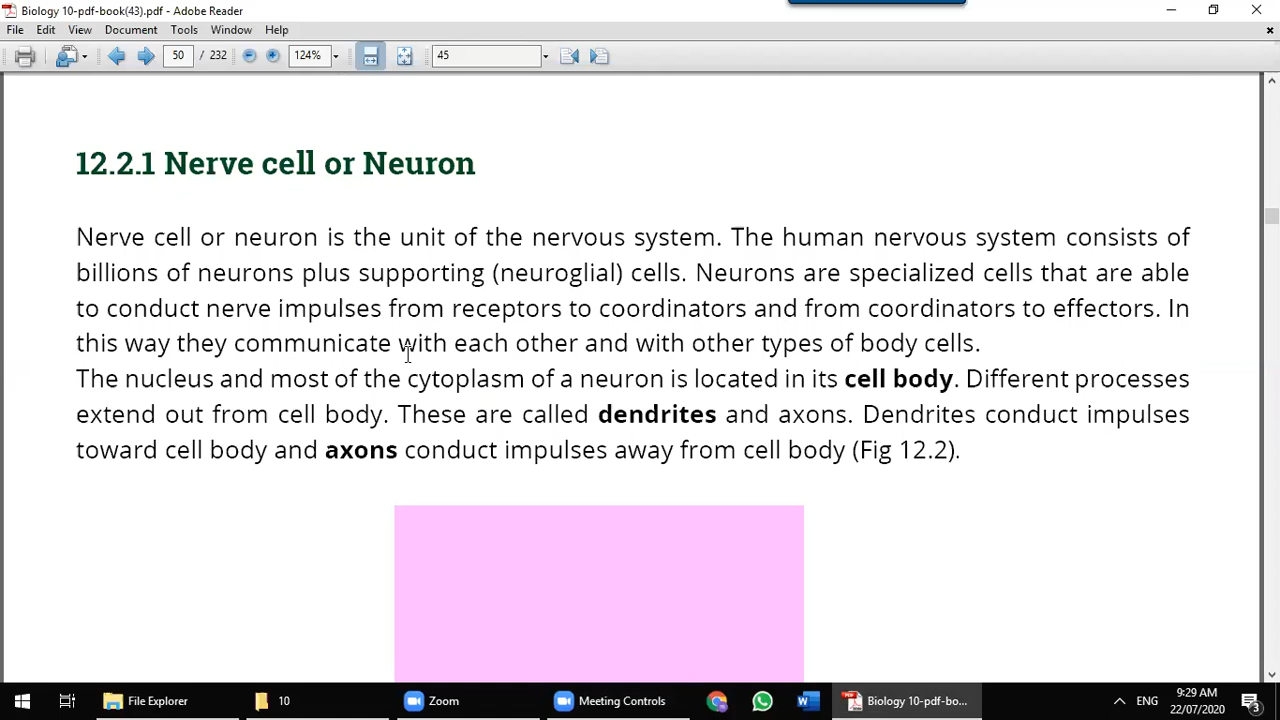 Biology 10-pdf-book(43).pdf - Adobe Reader
File Edit View Document Tools Window Help
50 / 232 124% 45
12.2.1 Nerve cell or Neuron
Nerve cell or neuron is the unit of the nervous system. The human nervous system consists of
billions of neurons plus supporting (neuroglial) cells. Neurons are specialized cells that are able
to conduct nerve impulses from receptors to coordinators and from coordinators to effectors. In
this way they communicate with each other and with other types of body cells.
The nucleus and most of the cytoplasm of a neuron is located in its cell body. Different processes
extend out from cell body. These are called dendrites and axons. Dendrites conduct impulses
toward cell body and axons conduct impulses away from cell body (Fig 12.2).
File Explorer 10 Zoom Meeting Controls Biology 10-pdf-bo... ENG 9:29 AM
22/07/2020 3